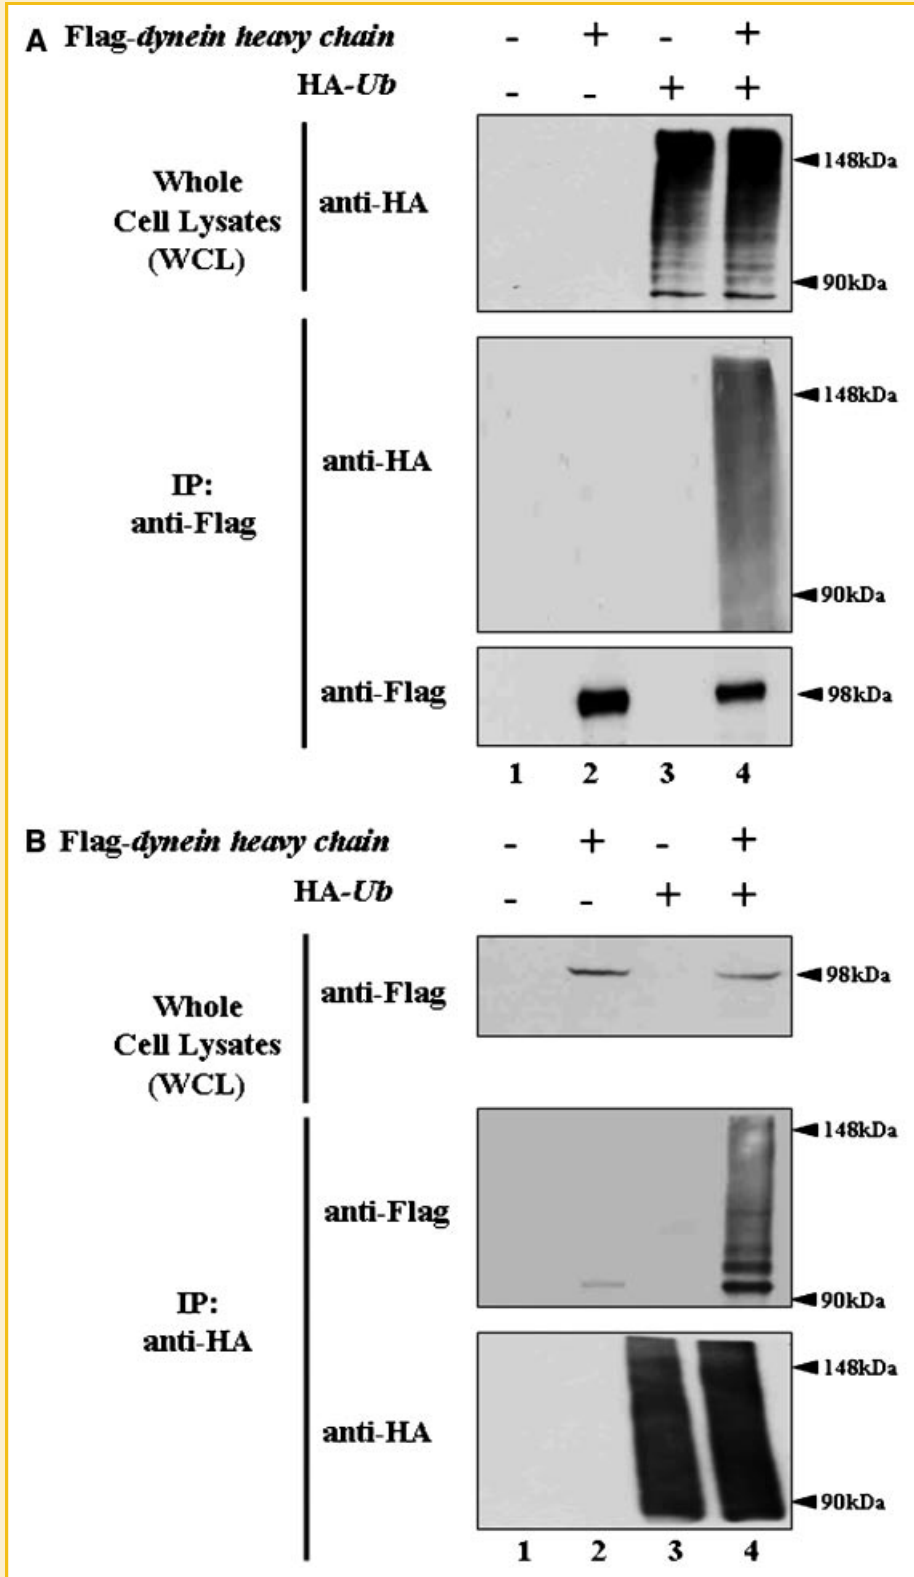 A Flag-dynein heavy chain - + - +
HA-Ub - - + +
Whole
Cell Lysates
(WCL)
anti-HA
148kDa
90kDa
IP:
anti-Flag
anti-HA
148kDa
90kDa
anti-Flag
98kDa
1 2 3 4
B Flag-dynein heavy chain - + - +
HA-Ub - - + +
Whole
Cell Lysates
(WCL)
anti-Flag
98kDa
IP:
anti-HA
anti-Flag
148kDa
90kDa
anti-HA
148kDa
90kDa
1 2 3 4